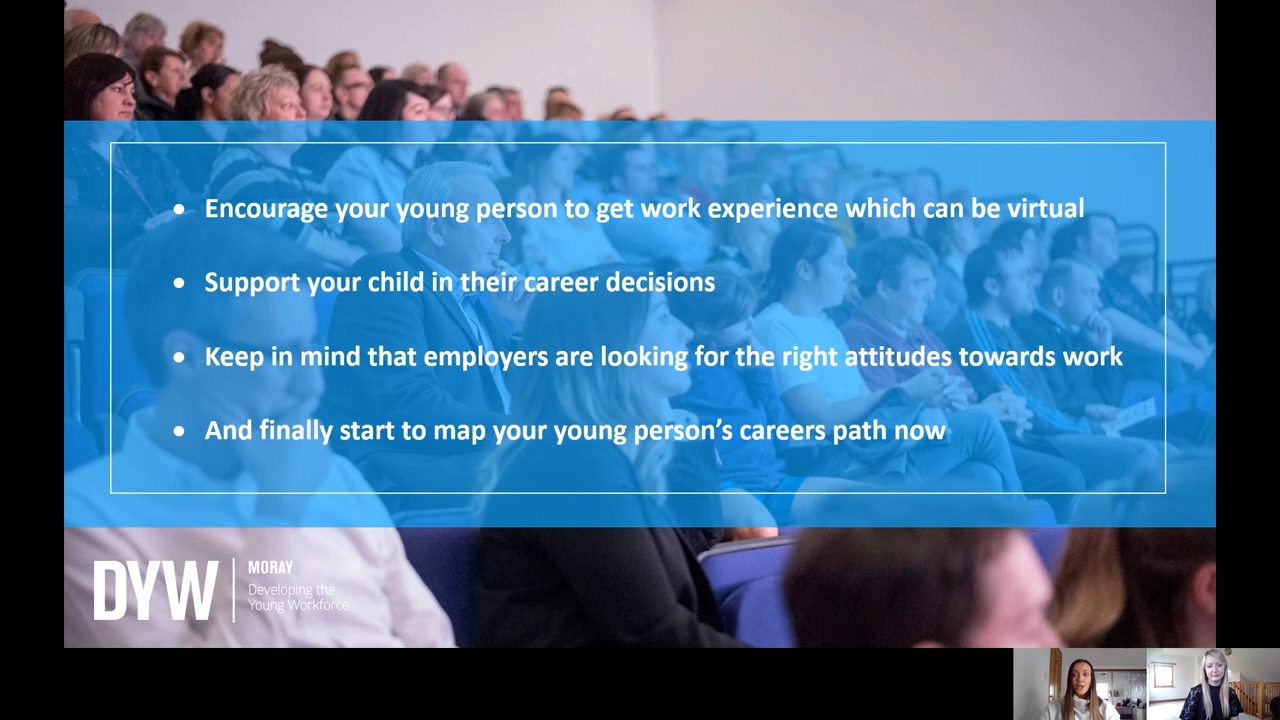 • Encourage your young person to get work experience which can be virtual
• Support your child in their career decisions
• Keep in mind that employers are looking for the right attitudes towards work
• And finally start to map your young person’s careers path now
DYW
MORAY
Developing the
Young Workforce